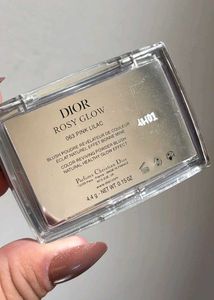 DIOR
ROSY GLOW
063 PINK LILAC
BLUSH POUDRE RÉVÉLATEUR DE COULEUR
ÉCLAT NATUREL EFFET BONNE MINE
COLOR REVIVING POWDER BLUSH
NATURAL HEALTHY GLOW EFFECT
Parfums Christian Dior
4.4 g · NET WT. 0.15 OZ